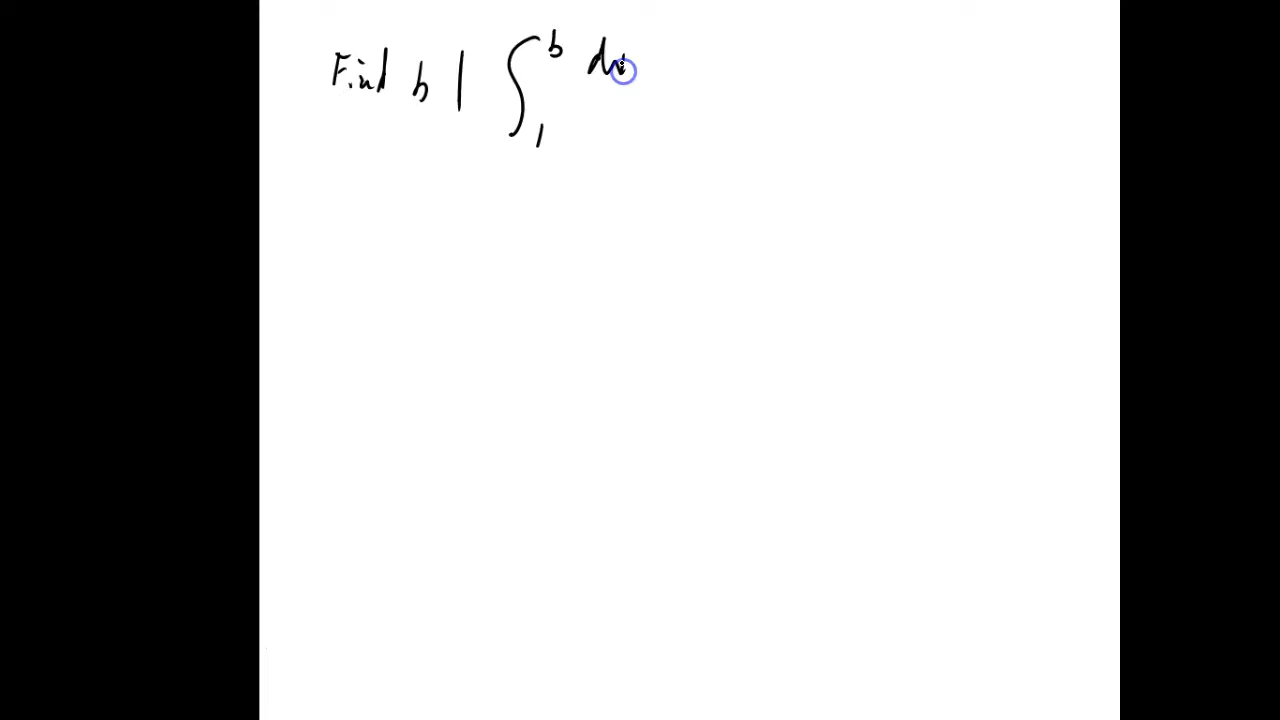 Find b | ∫₁ᵇ d